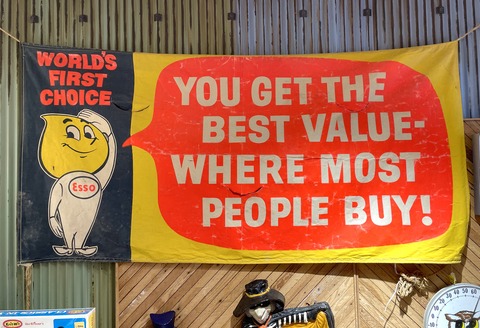 WORLD'S
FIRST
CHOICE
Esso
YOU GET THE
BEST VALUE-
WHERE MOST
PEOPLE BUY!